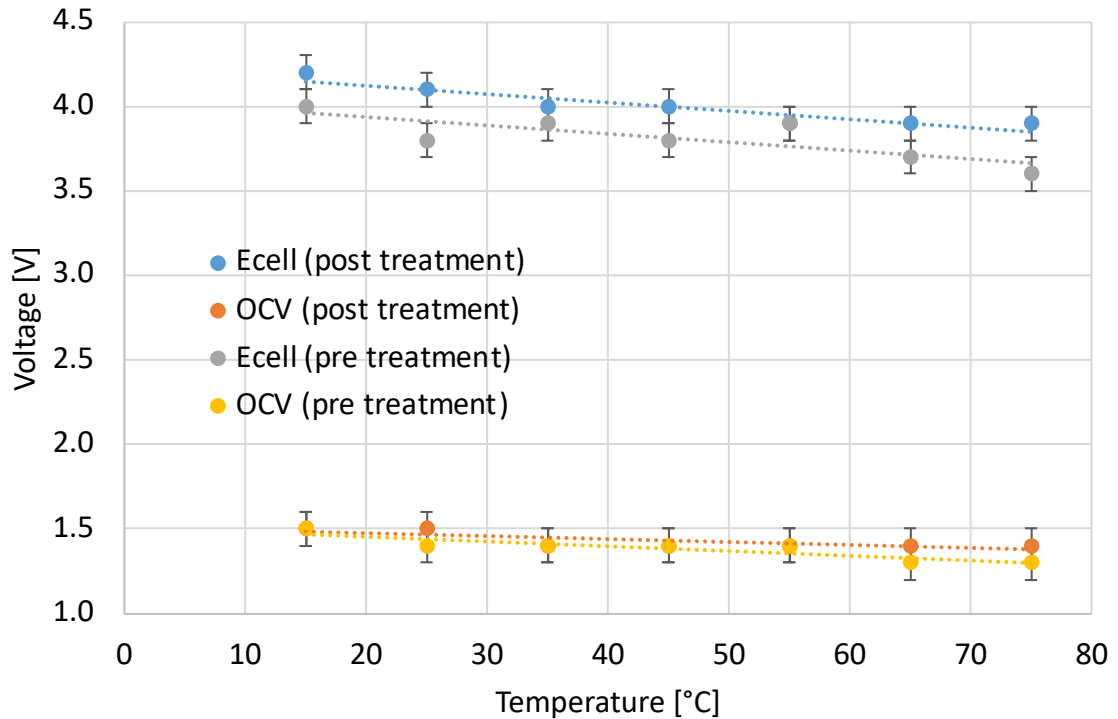 4.5
4.0
3.5
3.0
2.5
2.0
1.5
1.0
Voltage [V]
Ecell (post treatment)
OCV (post treatment)
Ecell (pre treatment)
OCV (pre treatment)
0 10 20 30 40 50 60 70 80
Temperature [°C]